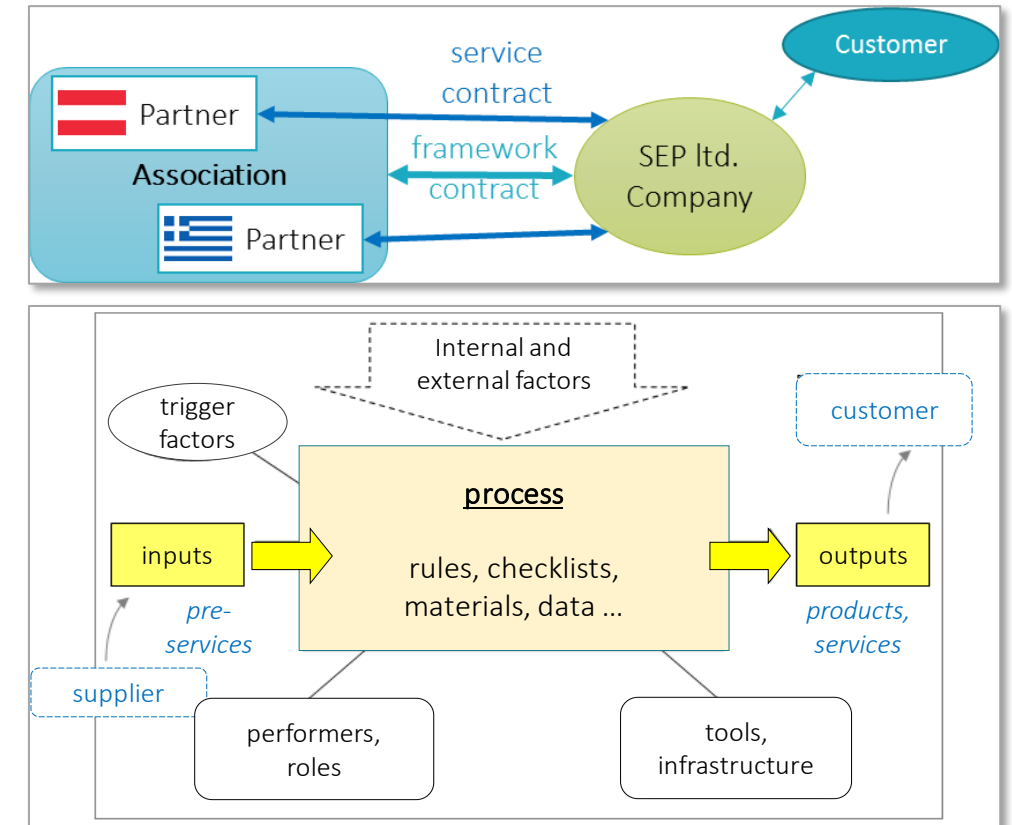 service
contract
Customer
Partner
framework
contract
Association
SEP ltd.
Company
Partner
Internal and
external factors
trigger
factors
customer
process
inputs
rules, checklists,
materials, data ...
outputs
pre-
services
products,
services
supplier
performers,
roles
tools,
infrastructure